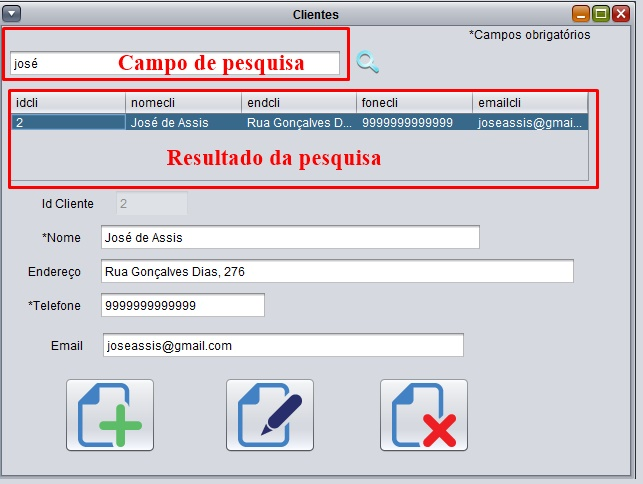 Clientes
*Campos obrigatórios
josé
Campo de pesquisa
idcli nomecli endcli fonecli emailcli
2 José de Assis Rua Gonçalves D... 9999999999999 joseassis@gmai...
Resultado da pesquisa
Id Cliente 2
*Nome José de Assis
Endereço Rua Gonçalves Dias, 276
*Telefone 9999999999999
Email joseassis@gmail.com